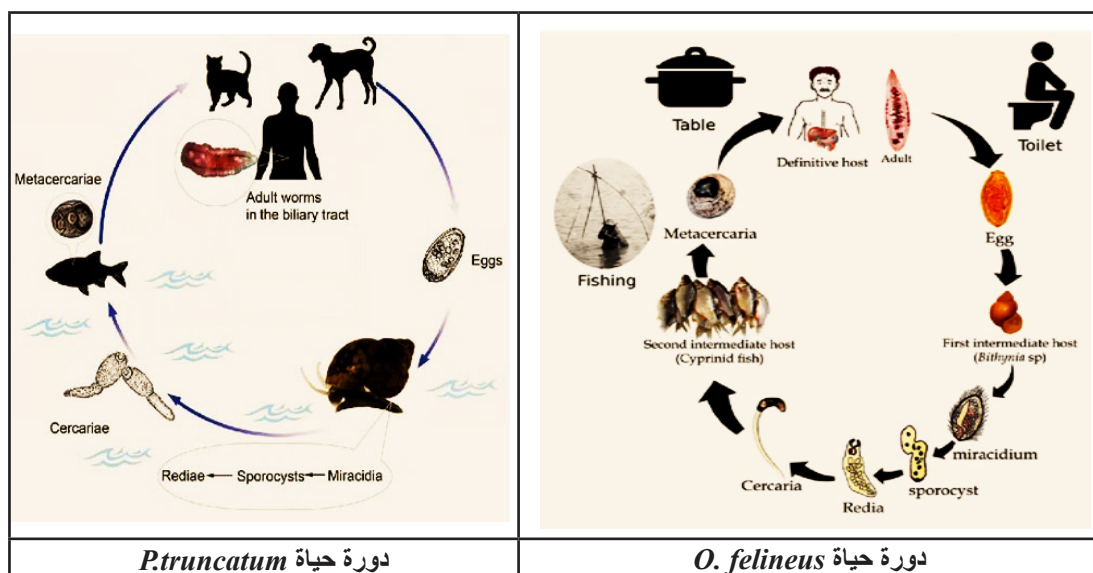 Metacercariae
Adult worms
in the biliary tract
Eggs
Cercariae
Rediae
Sporocysts
Miracidia
Table
Toilet
Definitive host
Adult
Metacercaria
Egg
Fishing
Second intermediate host
(Cyprinid fish)
First intermediate host
(Bithynia sp)
miracidium
Cercaria
sporocyst
Redia
دورة حياة P.truncatum
دورة حياة O. felineus